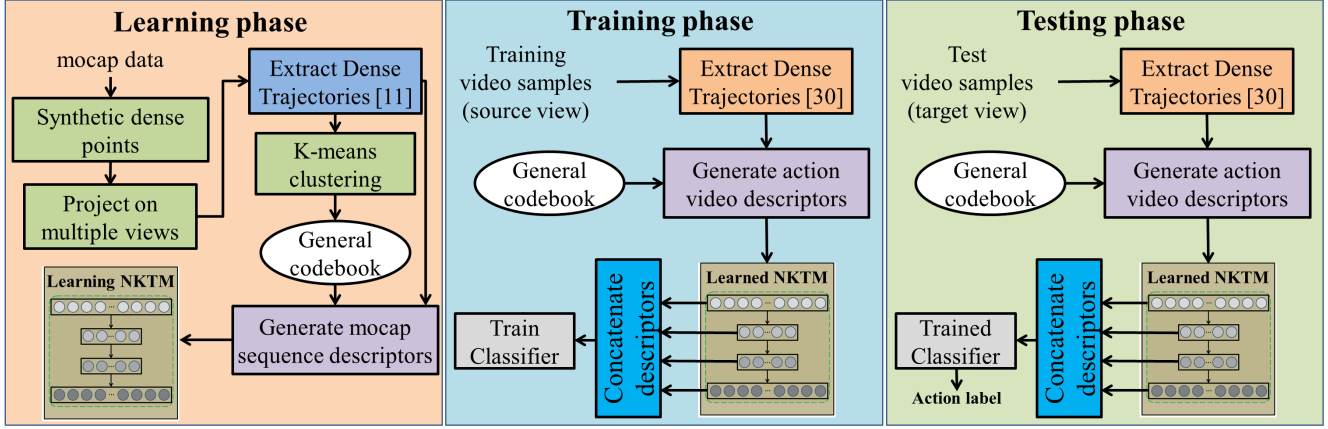 Learning phase
mocap data
Synthetic dense
points
Project on
multiple views
Extract Dense
Trajectories [11]
K-means
clustering
General
codebook
Generate mocap
sequence descriptors
Learning NKTM
Training phase
Training
video samples
(source view)
Extract Dense
Trajectories [30]
General
codebook
Generate action
video descriptors
Learned NKTM
Concatenate
descriptors
Train
Classifier
Testing phase
Test
video samples
(target view)
Extract Dense
Trajectories [30]
General
codebook
Generate action
video descriptors
Learned NKTM
Concatenate
descriptors
Trained
Classifier
Action label